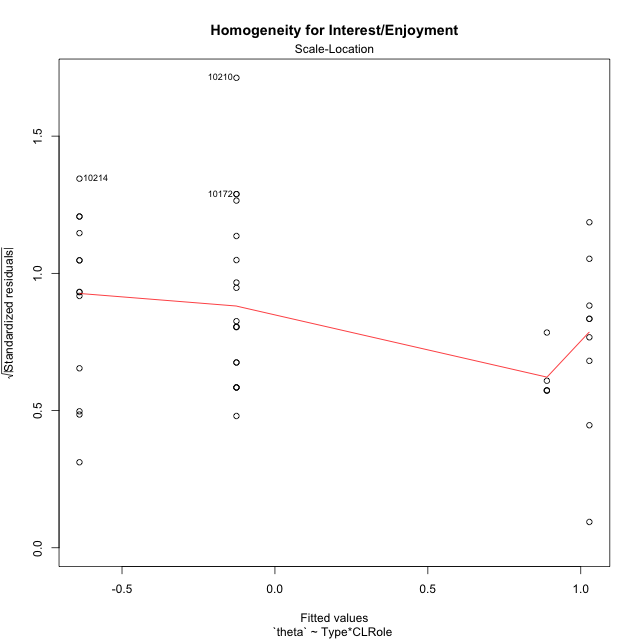 Homogeneity for Interest/Enjoyment
Scale-Location
10210
10214
10172
1.5
1.0
0.5
0.0
√|Standardized residuals|
-0.5
0.0
0.5
1.0
Fitted values
`theta` ~ Type*CLRole